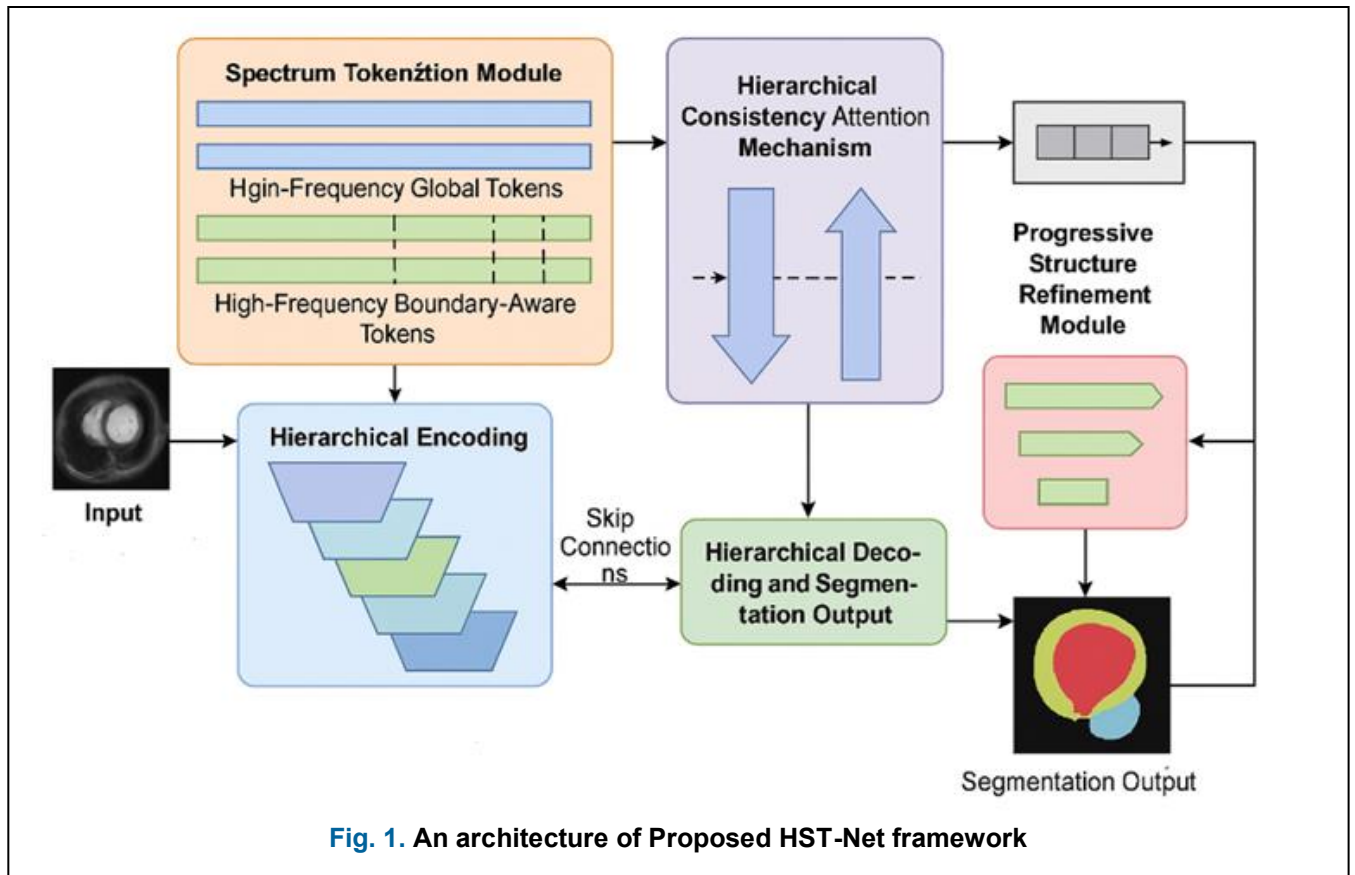 Spectrum Tokenźtion Module
Hgin-Frequency Global Tokens
High-Frequency Boundary-Aware
Tokens
Hierarchical
Consistency Attention
Mechanism
Progressive
Structure
Refinement
Module
Input
Hierarchical Encoding
Skip
Connectio
ns
Hierarchical Deco-
ding and Segmen-
tation Output
Segmentation Output
Fig. 1. An architecture of Proposed HST-Net framework